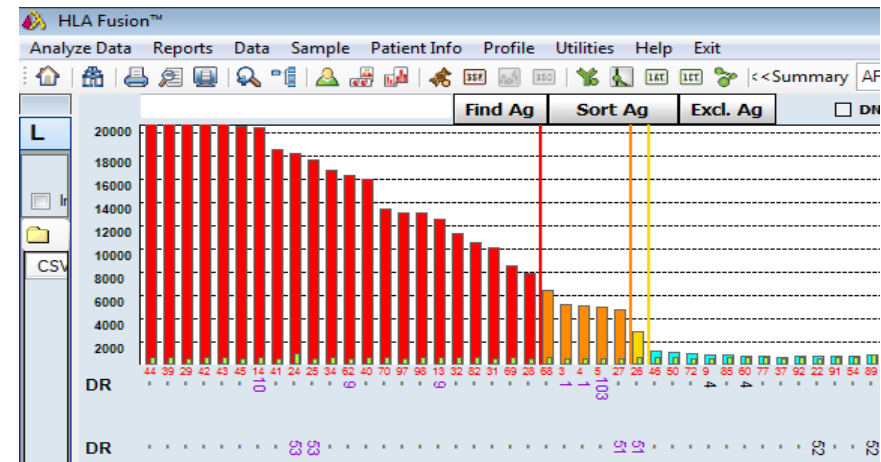 HLA Fusion™
Analyze Data Reports Data Sample Patient Info Profile Utilities Help Exit
<<Summary AF
Find Ag Sort Ag Excl. Ag DN
L
20000
18000
16000
14000
12000
10000
8000
6000
4000
2000
CSV
44 39 29 42 43 45 14 41 24 25 34 62 40 70 97 98 13 32 82 31 69 28 68 3 4 5 27 26 46 50 72 9 85 60 77 37 92 22 91 54 89
DR 10 9 9 1 1 103 4 4
DR 53 53 51 51 52 52